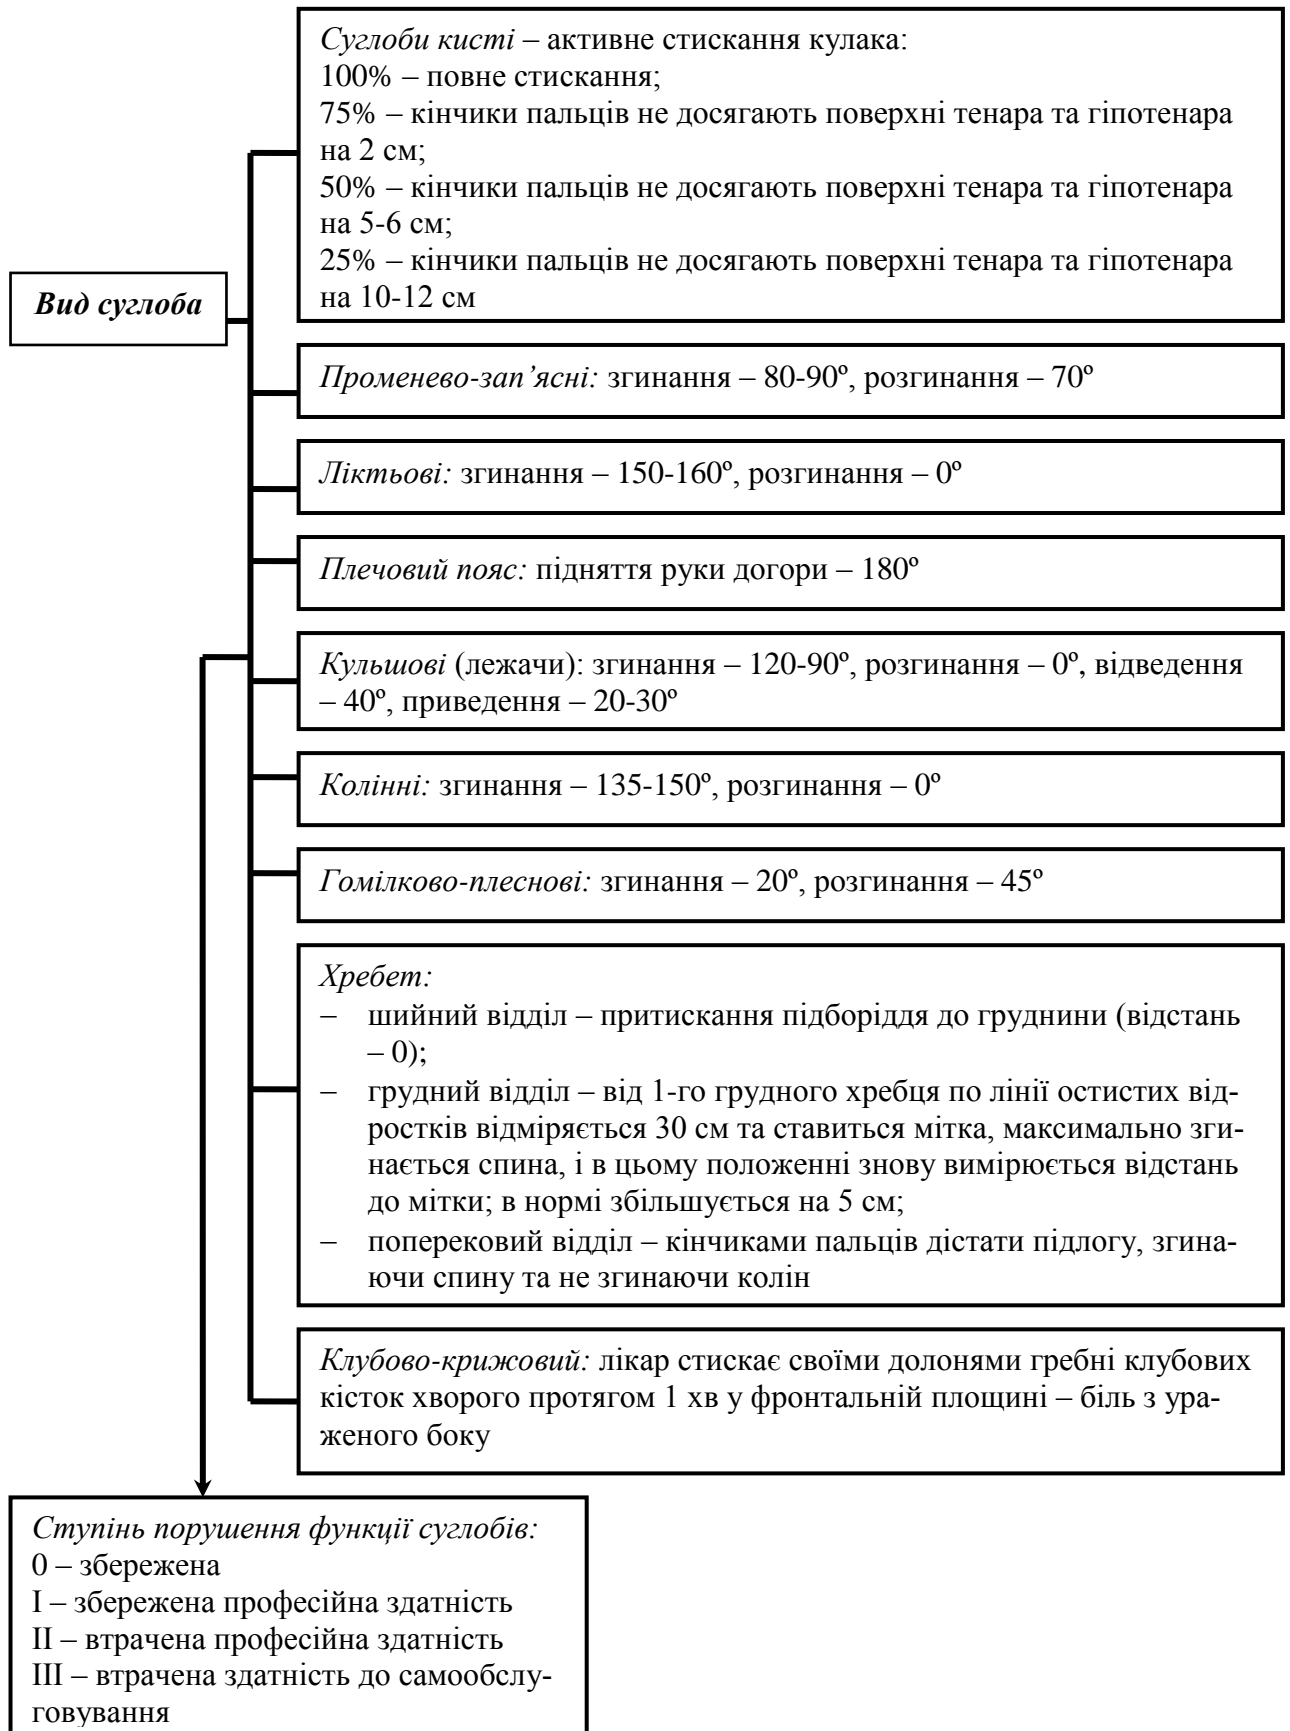 Суглоби кисті – активне стискання кулака:
100% – повне стискання;
75% – кінчики пальців не досягають поверхні тенара та гіпотенара
на 2 см;
50% – кінчики пальців не досягають поверхні тенара та гіпотенара
на 5-6 см;
25% – кінчики пальців не досягають поверхні тенара та гіпотенара
на 10-12 см
Вид суглоба
Променево-зап’ясні: згинання – 80-90º, розгинання – 70º
Ліктьові: згинання – 150-160º, розгинання – 0º
Плечовий пояс: підняття руки догори – 180º
Кульшові (лежачи): згинання – 120-90º, розгинання – 0º, відведення
– 40º, приведення – 20-30º
Колінні: згинання – 135-150º, розгинання – 0º
Гомілково-плеснові: згинання – 20º, розгинання – 45º
Хребет:
– шийний відділ – притискання підборіддя до груднини (відстань
– 0);
– грудний відділ – від 1-го грудного хребця по лінії остистих від-
ростків відміряється 30 см та ставиться мітка, максимально зги-
нається спина, і в цьому положенні знову вимірюється відстань
до мітки; в нормі збільшується на 5 см;
– поперековий відділ – кінчиками пальців дістати підлогу, згина-
ючи спину та не згинаючи колін
Клубово-крижовий: лікар стискає своїми долонями гребні клубових
кісток хворого протягом 1 хв у фронтальній площині – біль з ура-
женого боку
Ступінь порушення функції суглобів:
0 – збережена
I – збережена професійна здатність
II – втрачена професійна здатність
III – втрачена здатність до самообслу-
говування